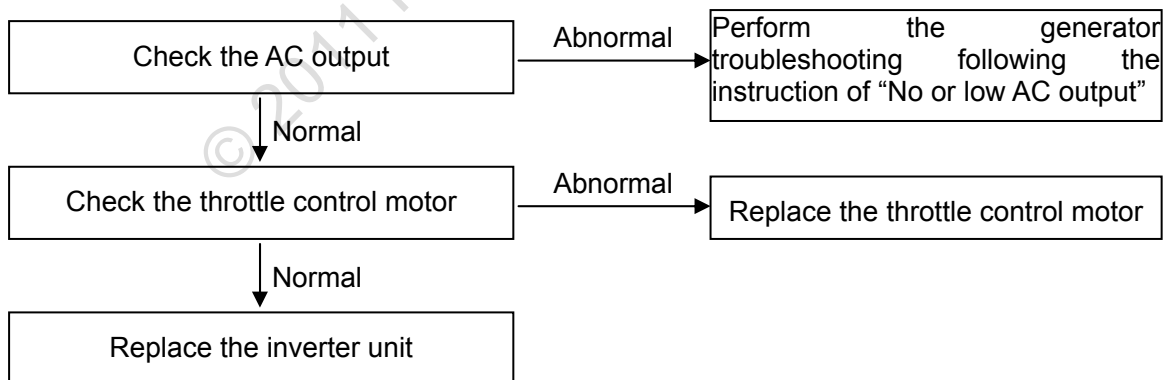 Check the AC output
Abnormal
Perform the generator
troubleshooting following the
instruction of “No or low AC output”
Normal
Check the throttle control motor
Abnormal
Replace the throttle control motor
Normal
Replace the inverter unit
© 2011